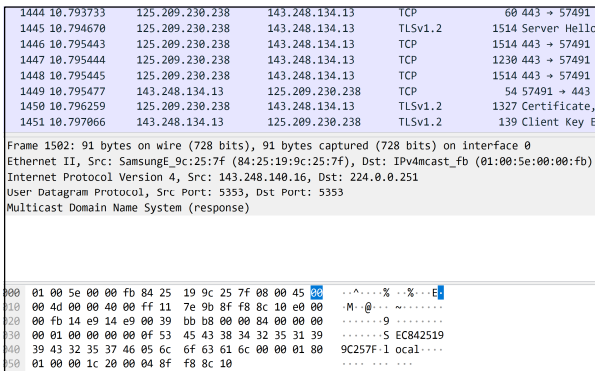 1444 10.793733 125.209.230.238 143.248.134.13 TCP 60 443 → 57491
1445 10.794670 125.209.230.238 143.248.134.13 TLSv1.2 1514 Server Hello
1446 10.795443 125.209.230.238 143.248.134.13 TCP 1514 443 → 57491
1447 10.795444 125.209.230.238 143.248.134.13 TCP 1230 443 → 57491
1448 10.795445 125.209.230.238 143.248.134.13 TCP 1514 443 → 57491
1449 10.795477 143.248.134.13 125.209.230.238 TCP 54 57491 → 443
1450 10.796259 125.209.230.238 143.248.134.13 TLSv1.2 1327 Certificate,
1451 10.797066 143.248.134.13 125.209.230.238 TLSv1.2 139 Client Key E
Frame 1502: 91 bytes on wire (728 bits), 91 bytes captured (728 bits) on interface 0
Ethernet II, Src: SamsungE_9c:25:7f (84:25:19:9c:25:7f), Dst: IPv4mcast_fb (01:00:5e:00:00:fb)
Internet Protocol Version 4, Src: 143.248.140.16, Dst: 224.0.0.251
User Datagram Protocol, Src Port: 5353, Dst Port: 5353
Multicast Domain Name System (response)
000 01 00 5e 00 00 fb 84 25 19 9c 25 7f 08 00 45 00 ··^····% ··%···E·
010 00 4d 00 00 40 00 ff 11 7e 9b 8f f8 8c 10 e0 00 ·M··@··· ~·······
020 00 fb 14 e9 14 e9 00 39 bb b8 00 00 84 00 00 00 ·······9 ········
030 00 01 00 00 00 00 0f 53 45 43 38 34 32 35 31 39 ·······S EC842519
040 39 43 32 35 37 46 05 6c 6f 63 61 6c 00 00 01 80 9C257F·l ocal····
050 01 00 00 1c 20 00 04 8f f8 8c 10 ···· ··· ···